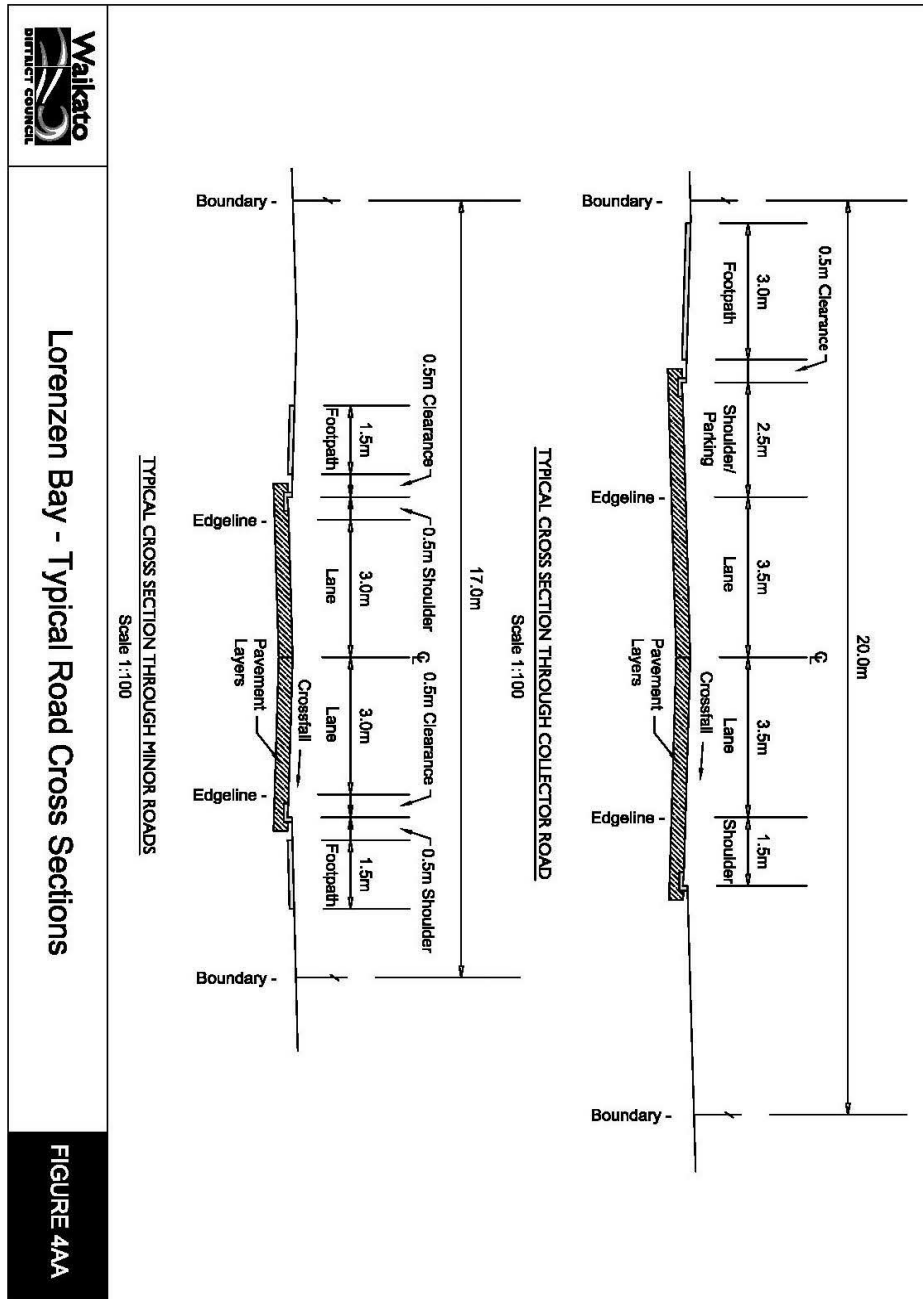 20.0m
0.5m Clearance
3.0m
Footpath
2.5m
Shoulder/
Parking
3.5m
Lane
℄
3.5m
Lane
1.5m
Shoulder
Crossfall
Boundary -
Edgeline -
Pavement
Layers
Edgeline -
Boundary -
TYPICAL CROSS SECTION THROUGH COLLECTOR ROAD
Scale 1:100
17.0m
0.5m Clearance
1.5m
Footpath
0.5m Shoulder
3.0m
Lane
℄
3.0m
Lane
0.5m Clearance
0.5m Shoulder
1.5m
Footpath
Crossfall
Boundary -
Edgeline -
Pavement
Layers
Edgeline -
Boundary -
TYPICAL CROSS SECTION THROUGH MINOR ROADS
Scale 1:100
Waikato
DISTRICT COUNCIL
Lorenzen Bay - Typical Road Cross Sections
FIGURE 4AA